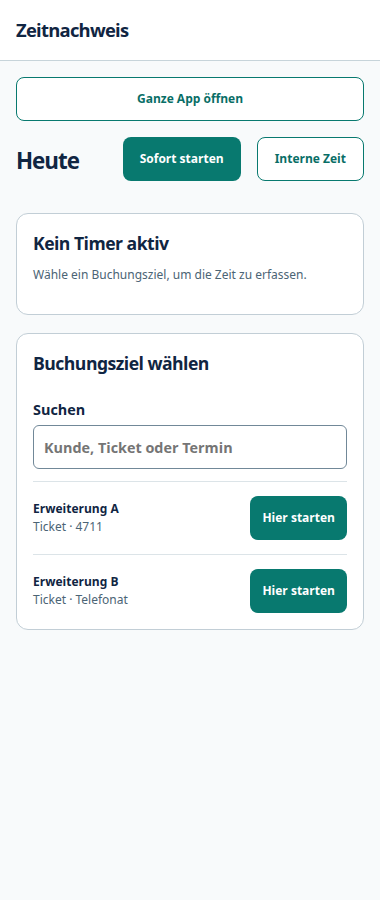 Zeitnachweis
Ganze App öffnen
Heute
Sofort starten
Interne Zeit
Kein Timer aktiv
Wähle ein Buchungsziel, um die Zeit zu erfassen.
Buchungsziel wählen
Suchen
Kunde, Ticket oder Termin
Erweiterung A
Ticket · 4711
Hier starten
Erweiterung B
Ticket · Telefonat
Hier starten